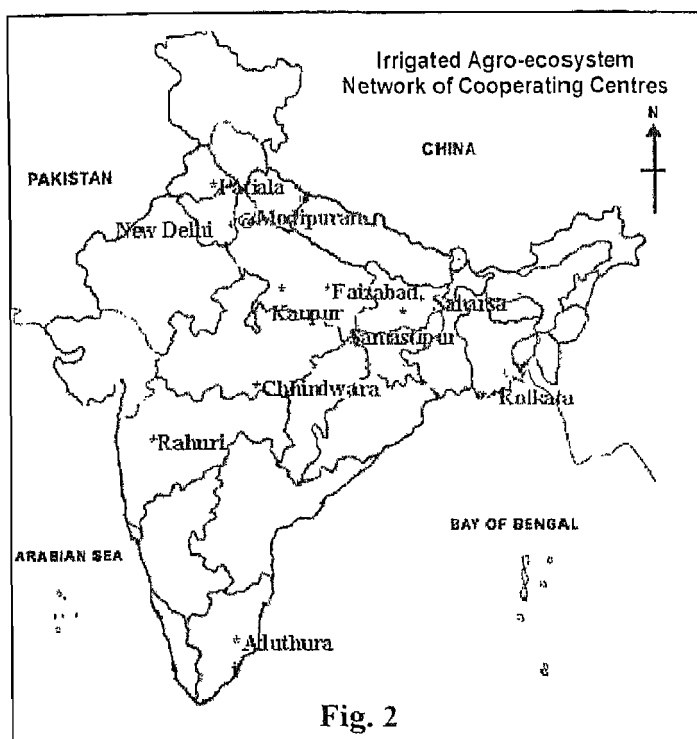 Irrigated Agro-ecosystem
Network of Cooperating Centres
N
CHINA
PAKISTAN
*Patiala
New Delhi
@Modipuram
*
*Faizabad,
Saharsa
*
Kanpur
Samastipur
*Chhindwara
*Kolkata
*Rahuri
BAY OF BENGAL
ARABIAN SEA
*Aduthura
Fig. 2